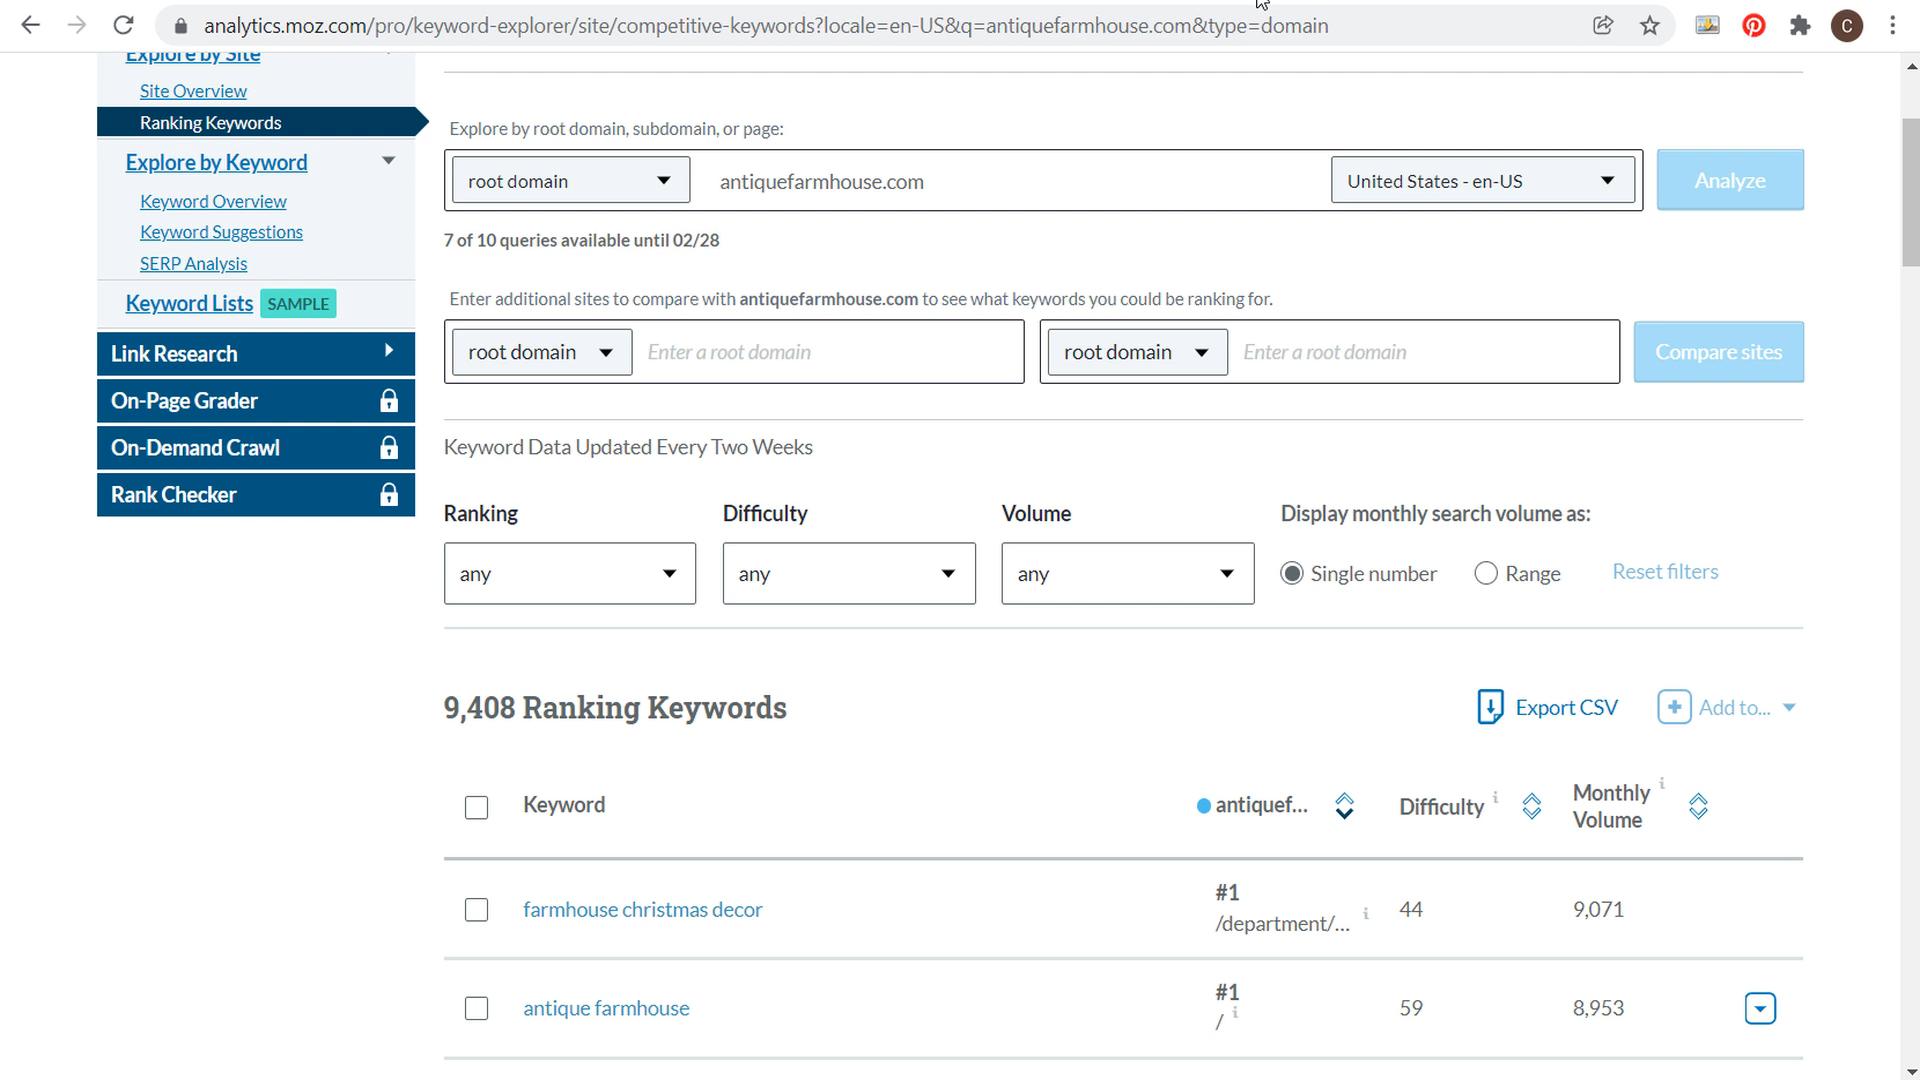 analytics.moz.com/pro/keyword-explorer/site/competitive-keywords?locale=en-US&q=antiquefarmhouse.com&type=domain
C
Explore by Site
Site Overview
Ranking Keywords
Explore by Keyword
Keyword Overview
Keyword Suggestions
SERP Analysis
Keyword Lists SAMPLE
Link Research
On-Page Grader
On-Demand Crawl
Rank Checker
Explore by root domain, subdomain, or page:
root domain antiquefarmhouse.com United States - en-US Analyze
7 of 10 queries available until 02/28
Enter additional sites to compare with antiquefarmhouse.com to see what keywords you could be ranking for.
root domain Enter a root domain root domain Enter a root domain Compare sites
Keyword Data Updated Every Two Weeks
Ranking Difficulty Volume Display monthly search volume as:
any any any Single number Range Reset filters
9,408 Ranking Keywords Export CSV Add to...
Keyword antiquef... Difficulty i Monthly i
Volume
farmhouse christmas decor #1 44 9,071
/department/... i
antique farmhouse #1 59 8,953
/ i